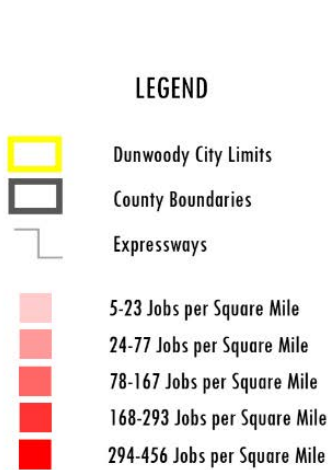 LEGEND
Dunwoody City Limits
County Boundaries
Expressways
5-23 Jobs per Square Mile
24-77 Jobs per Square Mile
78-167 Jobs per Square Mile
168-293 Jobs per Square Mile
294-456 Jobs per Square Mile